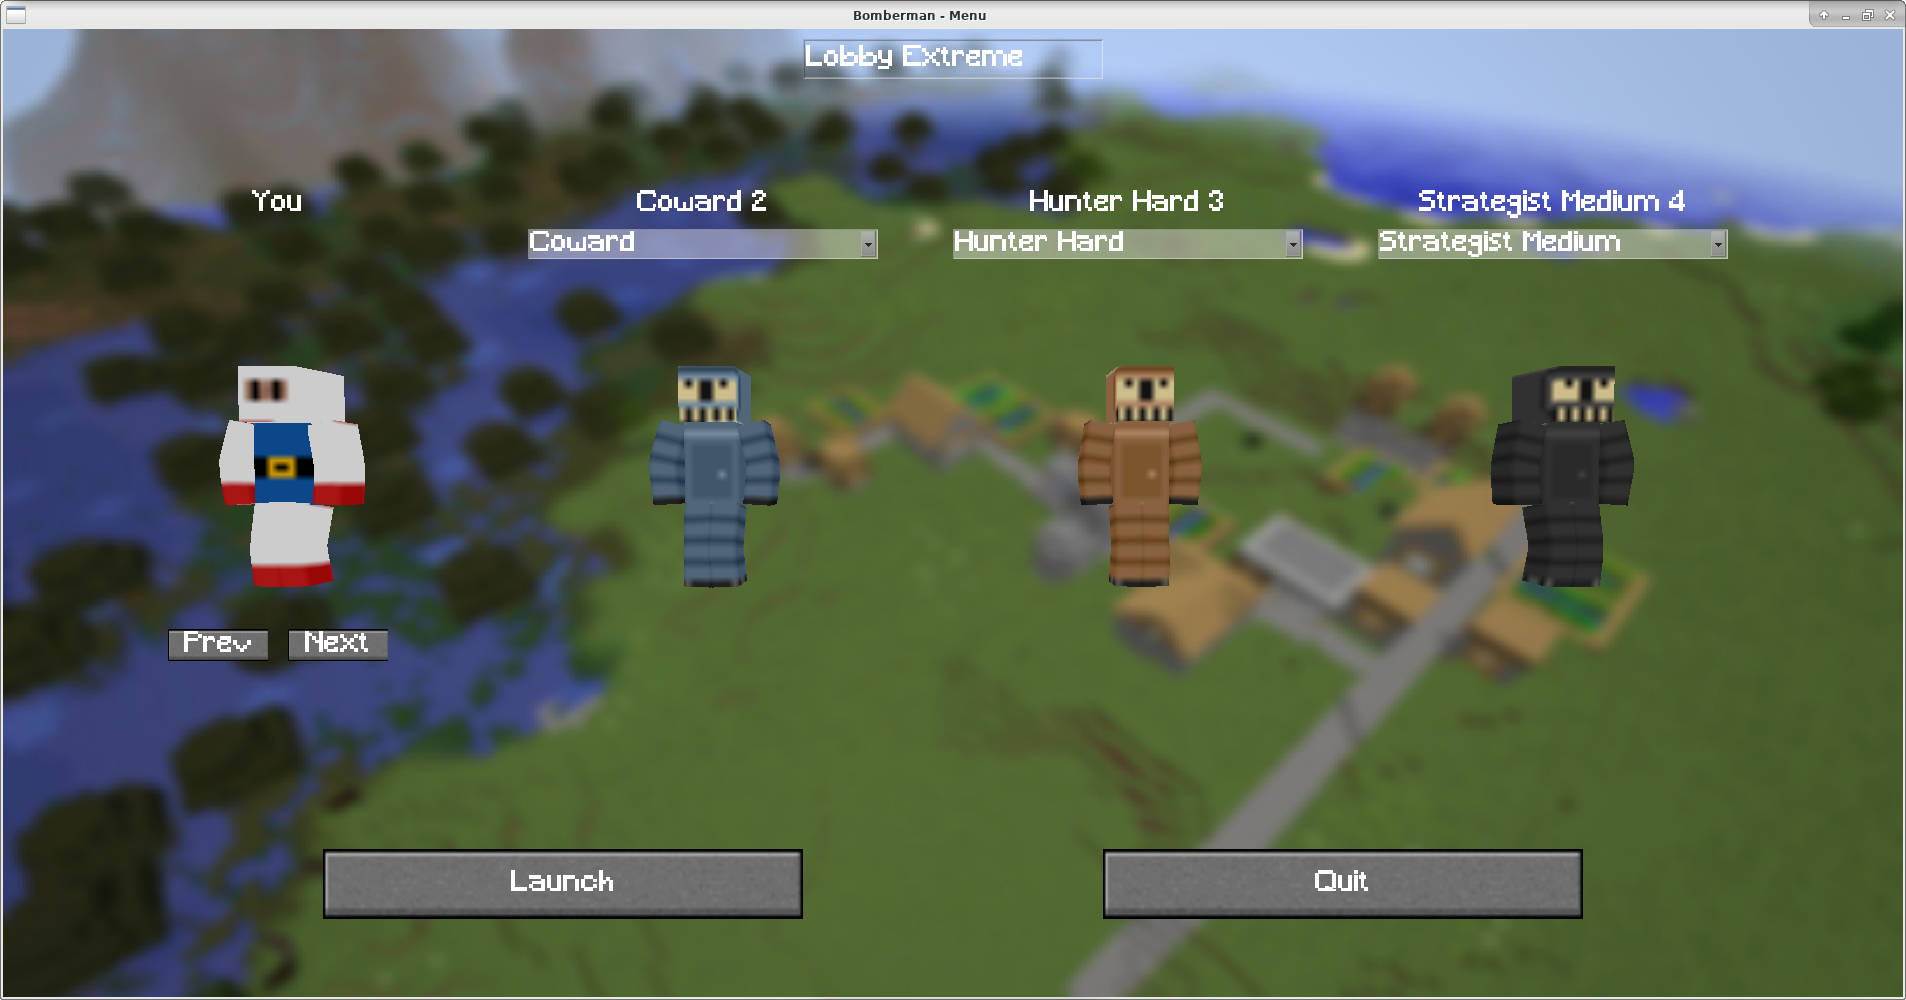 Bomberman - Menu
Lobby Extreme
You
Coward 2
Hunter Hard 3
Strategist Medium 4
Coward
Hunter Hard
Strategist Medium
Prev
Next
Launch
Quit